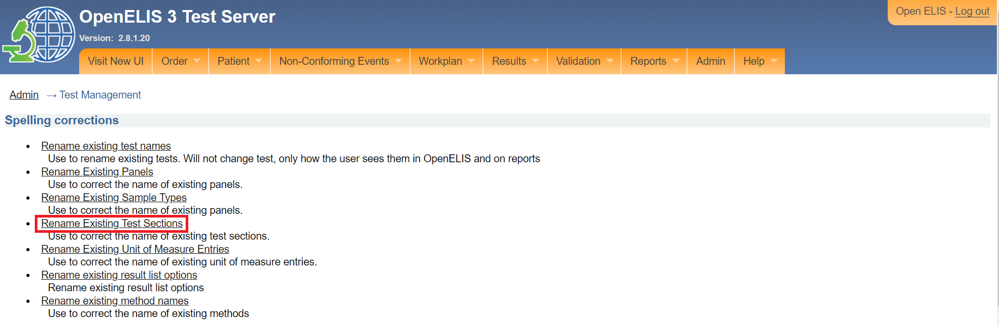 OpenELIS 3 Test Server
Open ELIS - Log out
Version: 2.8.1.20
Visit New UI Order Patient Non-Conforming Events Workplan Results Validation Reports Admin Help
Admin → Test Management
Spelling corrections
• Rename existing test names
Use to rename existing tests. Will not change test, only how the user sees them in OpenELIS and on reports
• Rename Existing Panels
Use to correct the name of existing panels.
• Rename Existing Sample Types
Use to correct the name of existing panels.
• Rename Existing Test Sections
Use to correct the name of existing test sections.
• Rename Existing Unit of Measure Entries
Use to correct the name of existing unit of measure entries.
• Rename existing result list options
Rename existing result list options
• Rename existing method names
Use to correct the name of existing methods